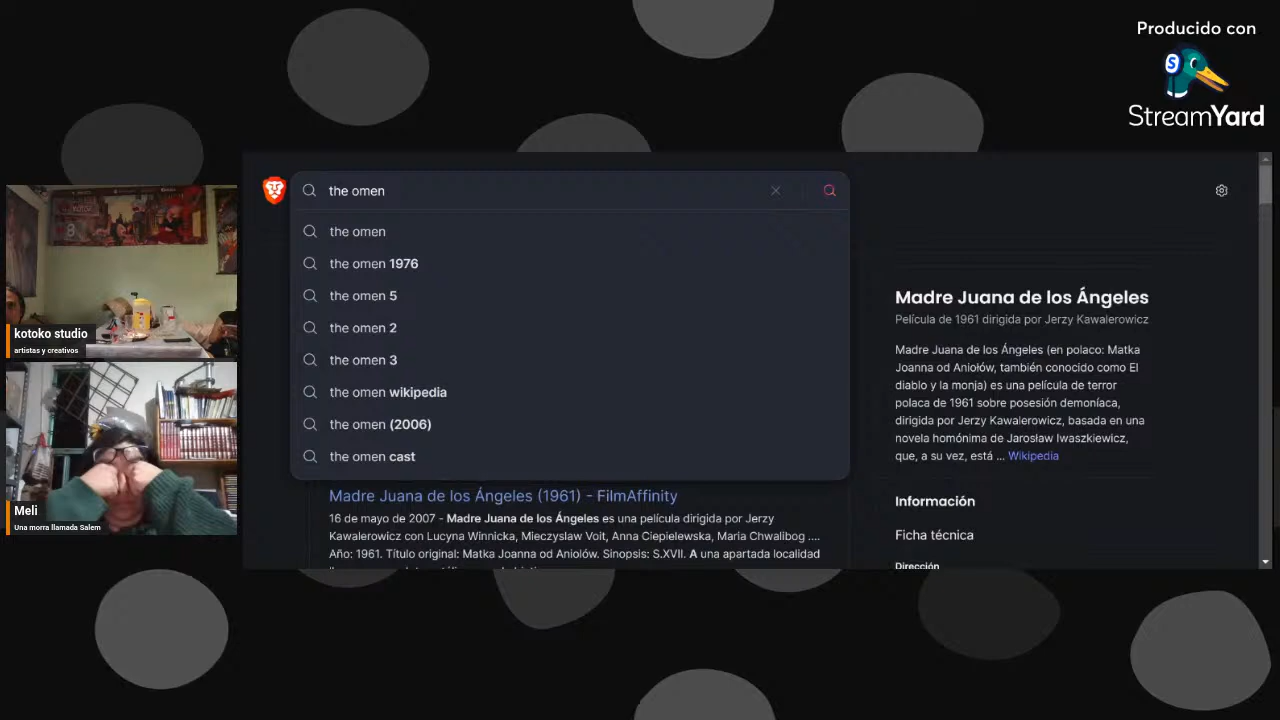 Producido con
StreamYard
the omen
the omen
the omen 1976
the omen 5
the omen 2
the omen 3
the omen wikipedia
the omen (2006)
the omen cast
Madre Juana de los Ángeles (1961) - FilmAffinity
16 de mayo de 2007 - Madre Juana de los Ángeles es una película dirigida por Jerzy
Kawalerowicz con Lucyna Winnicka, Mieczyslaw Voit, Anna Ciepielewska, Maria Chwalibog ....
Año: 1961. Título original: Matka Joanna od Aniolów. Sinopsis: S.XVII. A una apartada localidad
Madre Juana de los Ángeles
Película de 1961 dirigida por Jerzy Kawalerowicz
Madre Juana de los Ángeles (en polaco: Matka
Joanna od Aniołów, también conocido como El
diablo y la monja) es una película de terror
polaca de 1961 sobre posesión demoníaca,
dirigida por Jerzy Kawalerowicz, basada en una
novela homónima de Jarosław Iwaszkiewicz,
que, a su vez, está ... Wikipedia
Información
Ficha técnica
Dirección
kotoko studio
artistas y creativos
Meli
Una morra llamada Salem